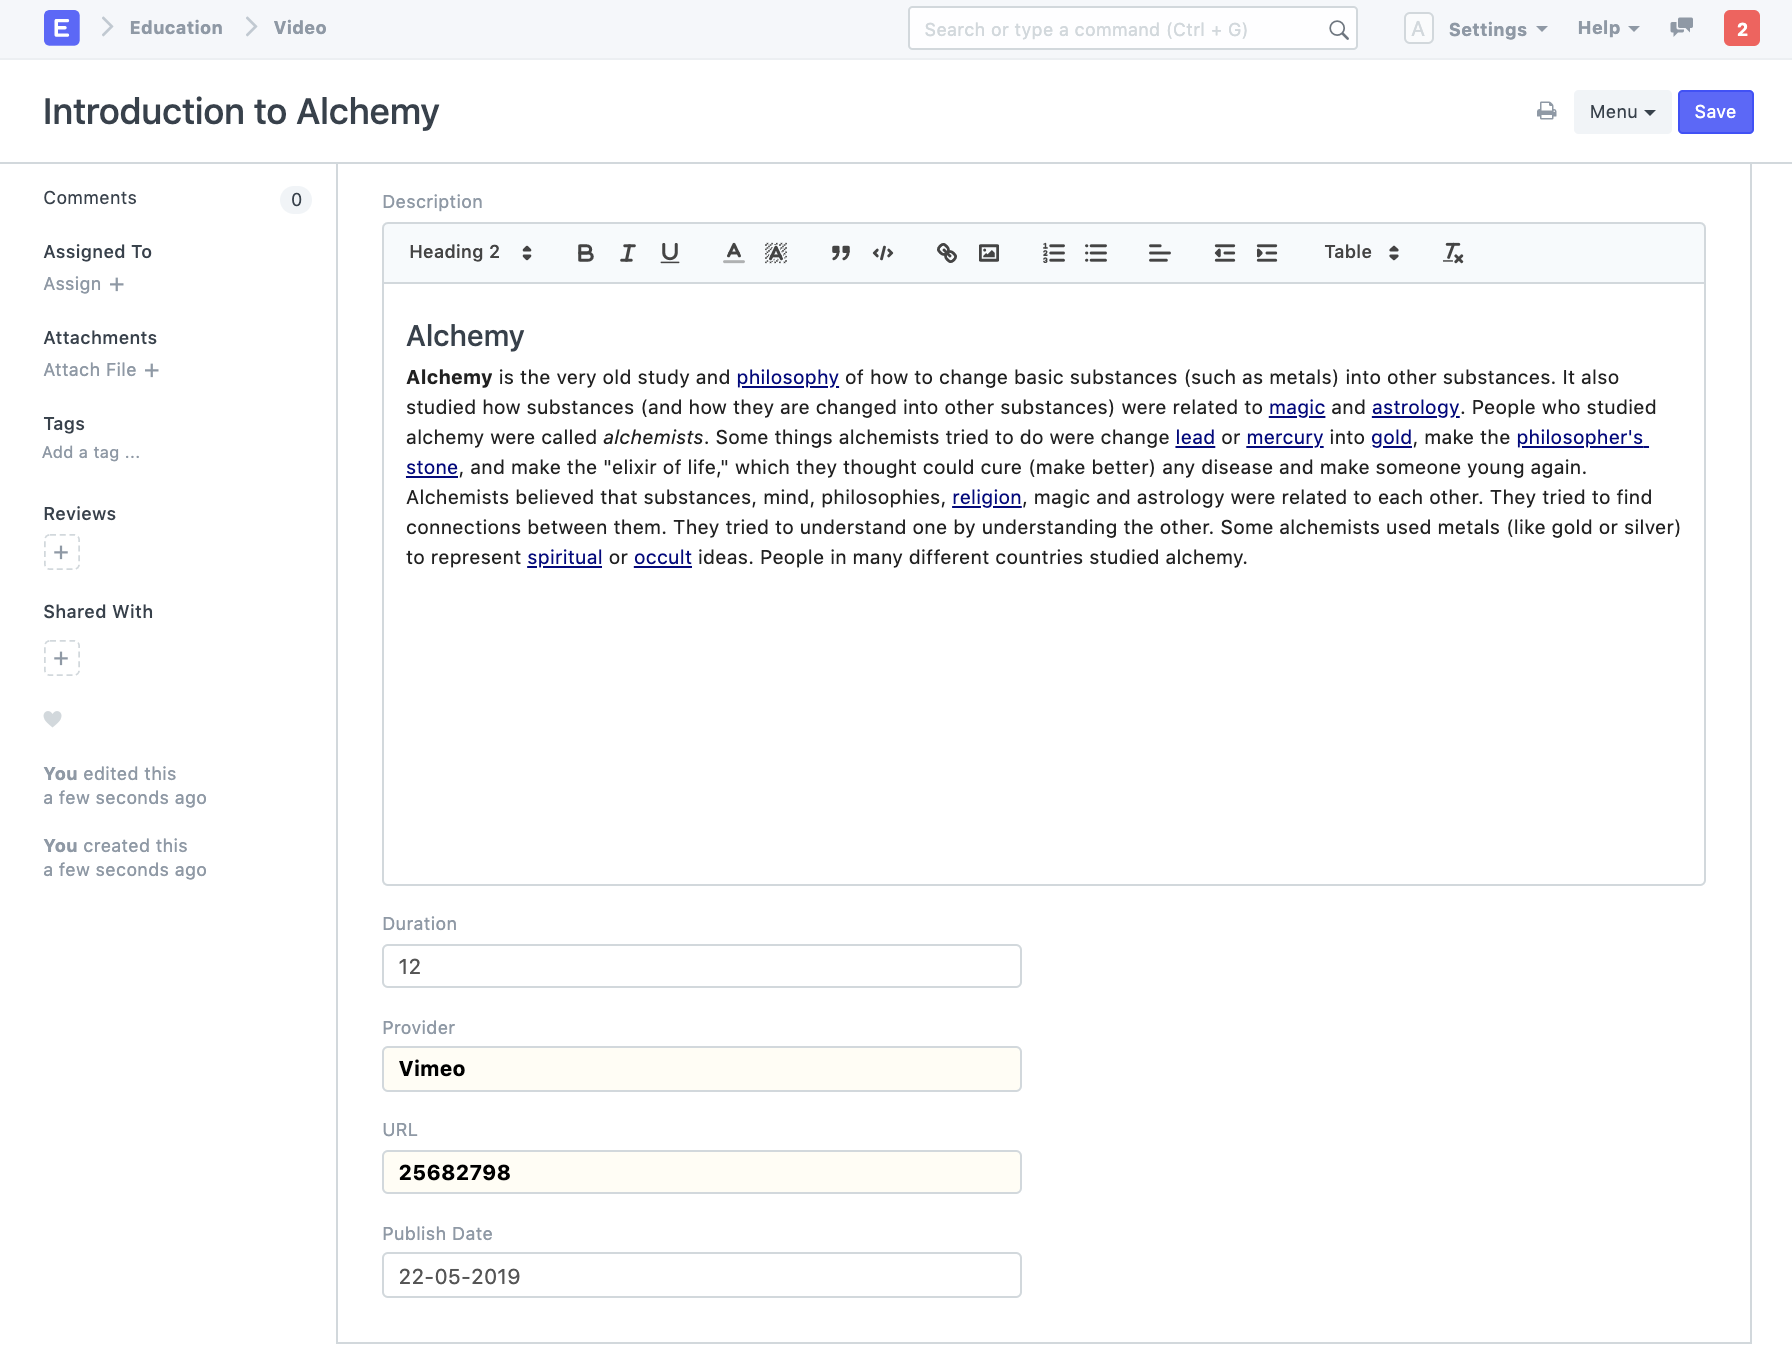 E Education Video Search or type a command (Ctrl + G) A Settings Help 2
Introduction to Alchemy Menu Save
Comments 0
Assigned To
Assign +
Attachments
Attach File +
Tags
Add a tag ...
Reviews
+
Shared With
+
You edited this
a few seconds ago
You created this
a few seconds ago
Description
Heading 2 B I U A A Table
Alchemy
Alchemy is the very old study and philosophy of how to change basic substances (such as metals) into other substances. It also
studied how substances (and how they are changed into other substances) were related to magic and astrology. People who studied
alchemy were called alchemists. Some things alchemists tried to do were change lead or mercury into gold, make the philosopher's
stone, and make the "elixir of life," which they thought could cure (make better) any disease and make someone young again.
Alchemists believed that substances, mind, philosophies, religion, magic and astrology were related to each other. They tried to find
connections between them. They tried to understand one by understanding the other. Some alchemists used metals (like gold or silver)
to represent spiritual or occult ideas. People in many different countries studied alchemy.
Duration
12
Provider
Vimeo
URL
25682798
Publish Date
22-05-2019